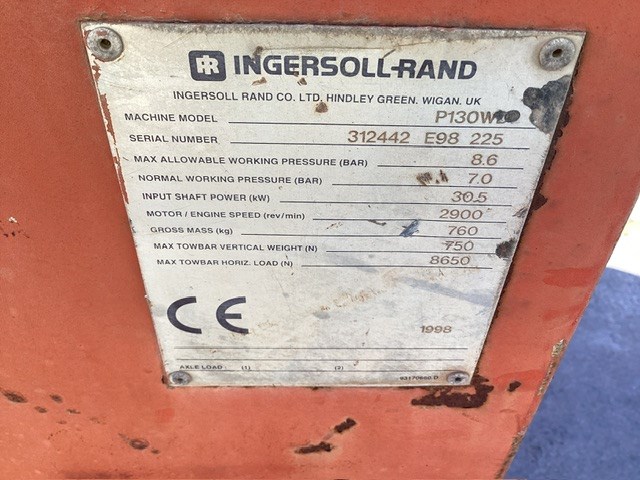 IR INGERSOLL-RAND
INGERSOLL RAND CO. LTD. HINDLEY GREEN. WIGAN. UK
MACHINE MODEL P130W
SERIAL NUMBER 312442 E98 225
MAX ALLOWABLE WORKING PRESSURE (BAR) 8.6
NORMAL WORKING PRESSURE (BAR) 7.0
INPUT SHAFT POWER (kW) 30.5
MOTOR / ENGINE SPEED (rev/min) 2900
GROSS MASS (kg) 760
MAX TOWBAR VERTICAL WEIGHT (N) 750
MAX TOWBAR HORIZ. LOAD (N) 8650
CE 1998
AXLE LOAD (1) (2)